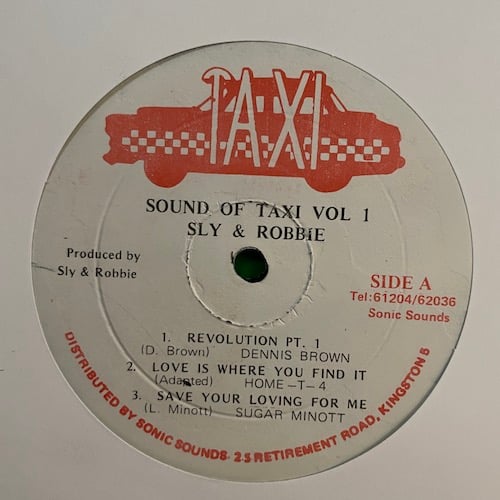 TAXI
SOUND OF TAXI VOL 1
SLY & ROBBIE
Produced by
Sly & Robbie
SIDE A
Tel:61204/62036
Sonic Sounds
1. REVOLUTION PT. 1
(D. Brown) DENNIS BROWN
2. LOVE IS WHERE YOU FIND IT
(Adapted) HOME-T-4
3. SAVE YOUR LOVING FOR ME
(L. Minott) SUGAR MINOTT
DISTRIBUTED BY SONIC SOUNDS- 2-5 RETIREMENT ROAD, KINGSTON 5